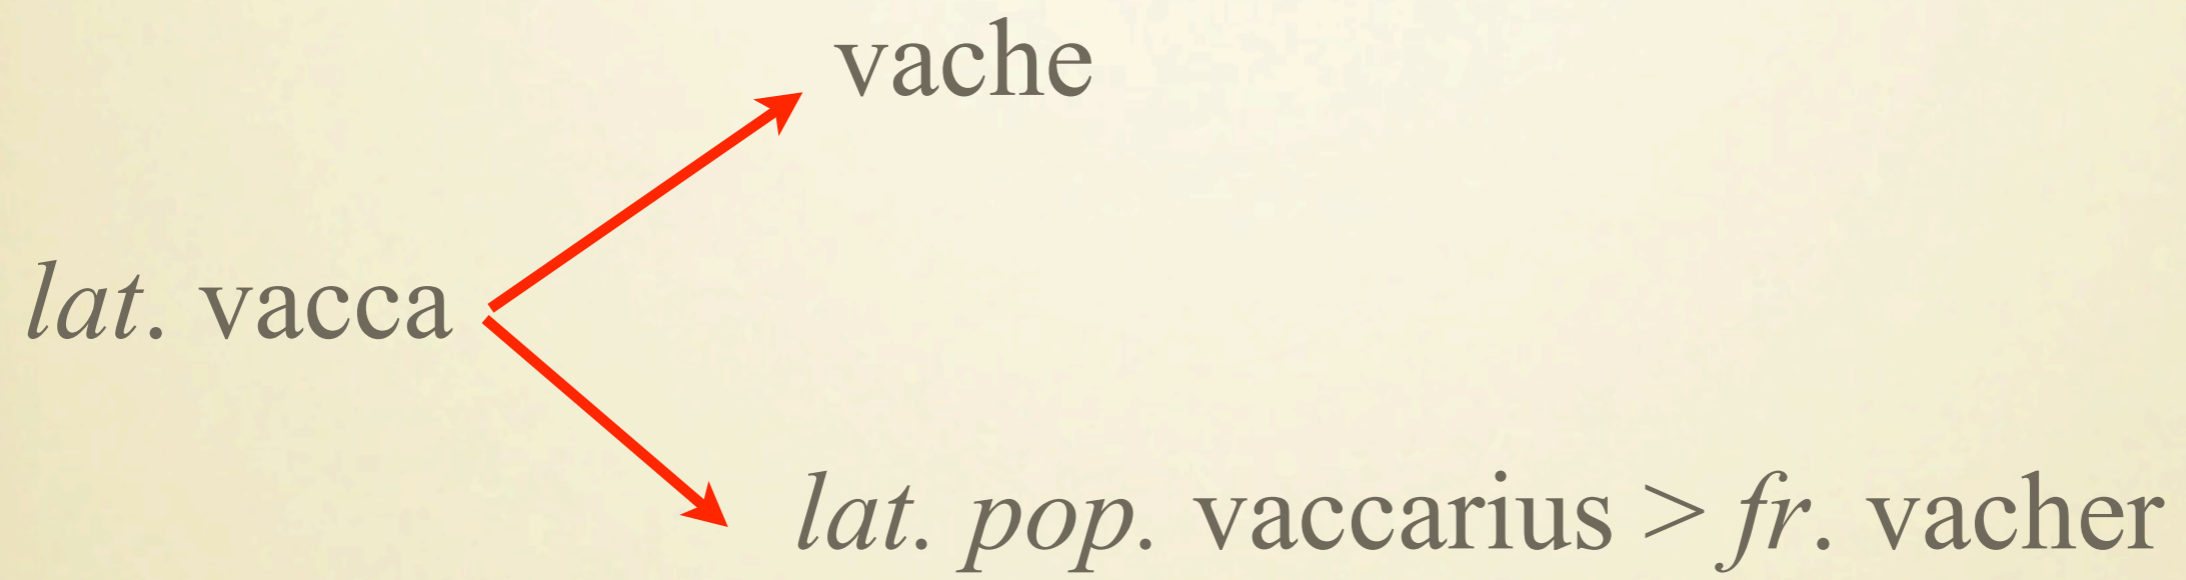 vache
lat. vacca
lat. pop. vaccarius > fr. vacher